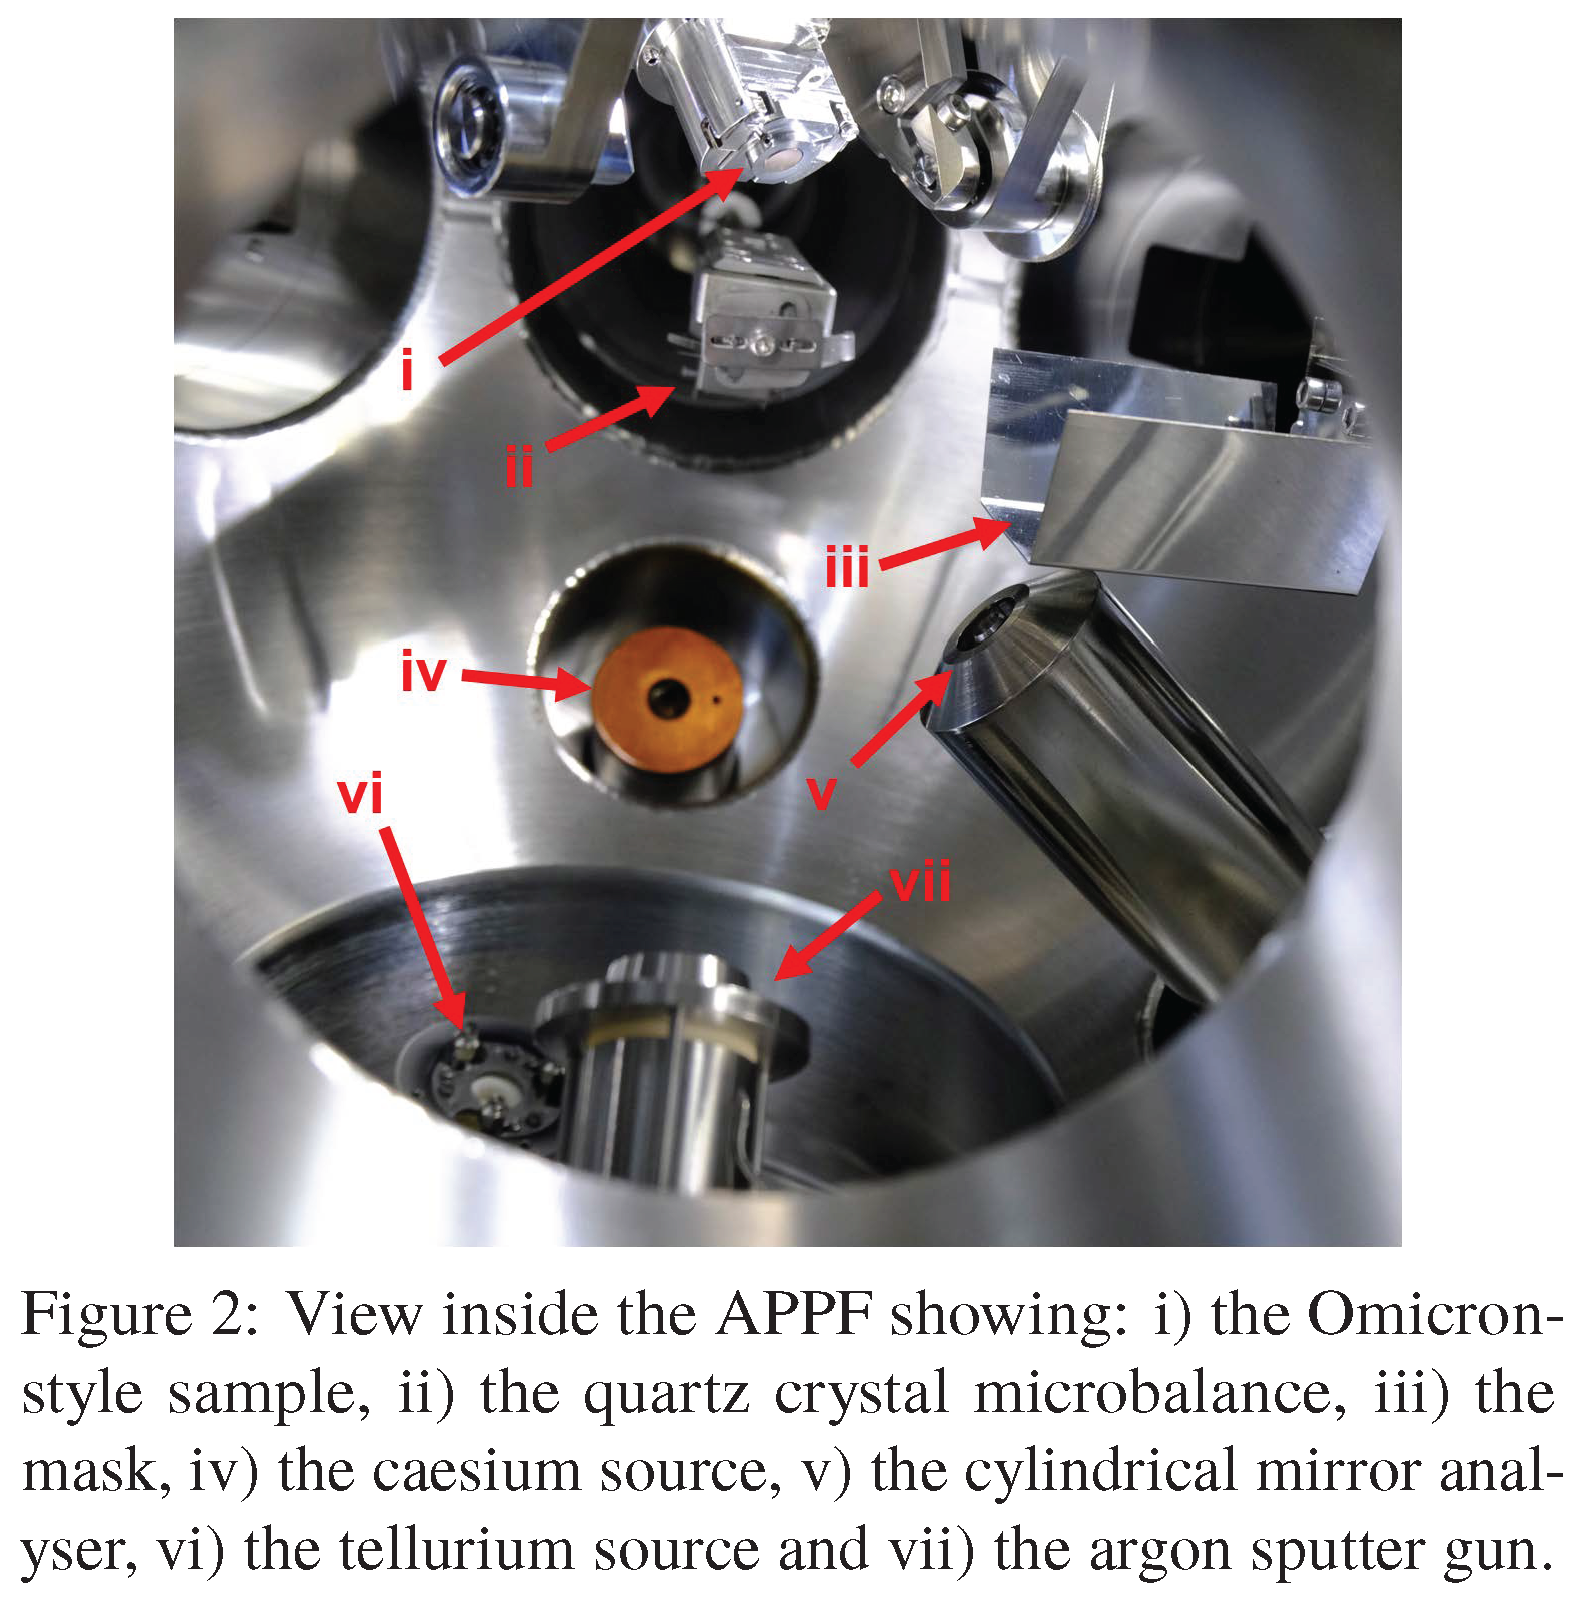 i
ii
iii
iv
v
vi
vii
Figure 2: View inside the APPF showing: i) the Omicron-
style sample, ii) the quartz crystal microbalance, iii) the
mask, iv) the caesium source, v) the cylindrical mirror anal-
yser, vi) the tellurium source and vii) the argon sputter gun.